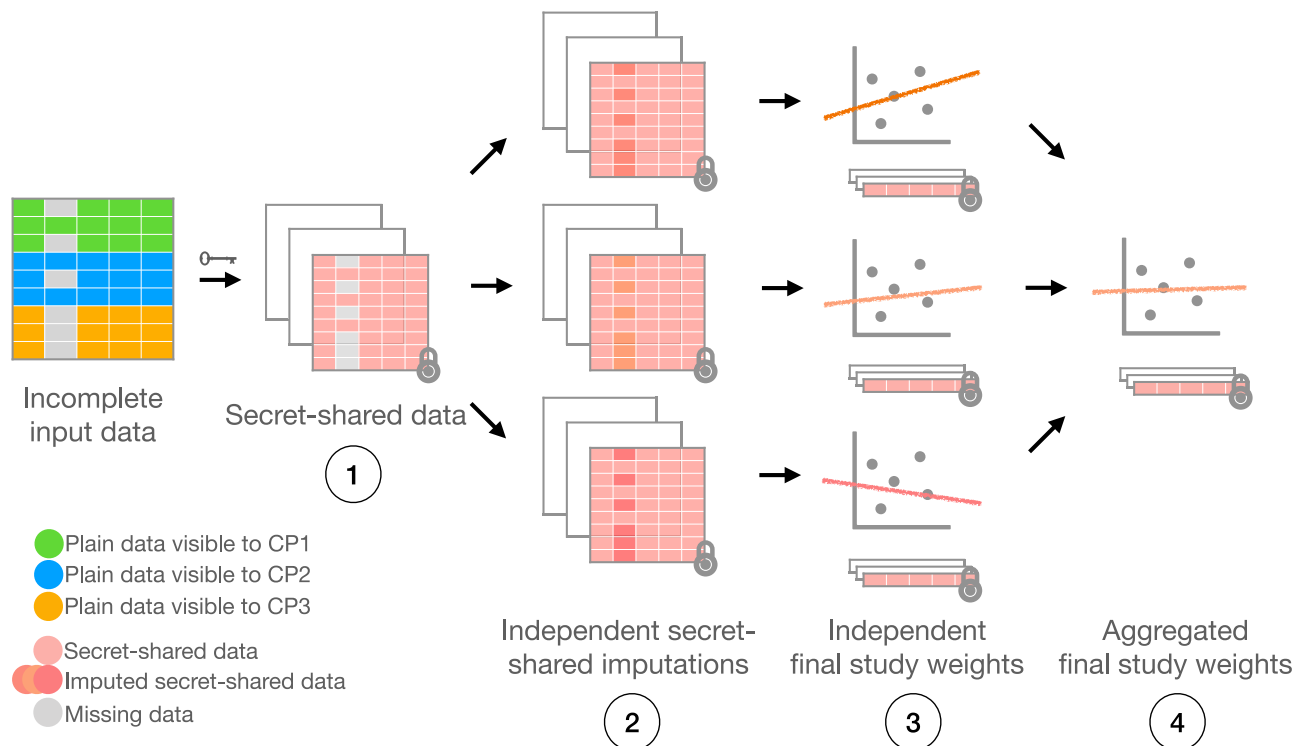 Incomplete
input data
Secret-shared data
1
Plain data visible to CP1
Plain data visible to CP2
Plain data visible to CP3
Secret-shared data
Imputed secret-shared data
Missing data
Independent secret-
shared imputations
2
Independent
final study weights
3
Aggregated
final study weights
4